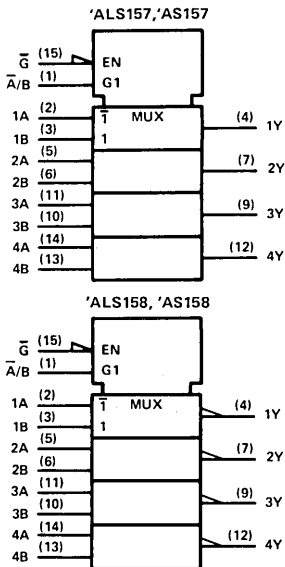 'ALS157,'AS157
G̅ (15) EN
A̅/B (1) G1
1A (2) 1̅ MUX (4) 1Y
1B (3) 1
2A (5) (7) 2Y
2B (6)
3A (11) (9) 3Y
3B (10)
4A (14) (12) 4Y
4B (13)
'ALS158, 'AS158
G̅ (15) EN
A̅/B (1) G1
1A (2) 1̅ MUX (4) 1Y
1B (3) 1
2A (5) (7) 2Y
2B (6)
3A (11) (9) 3Y
3B (10)
4A (14) (12) 4Y
4B (13)